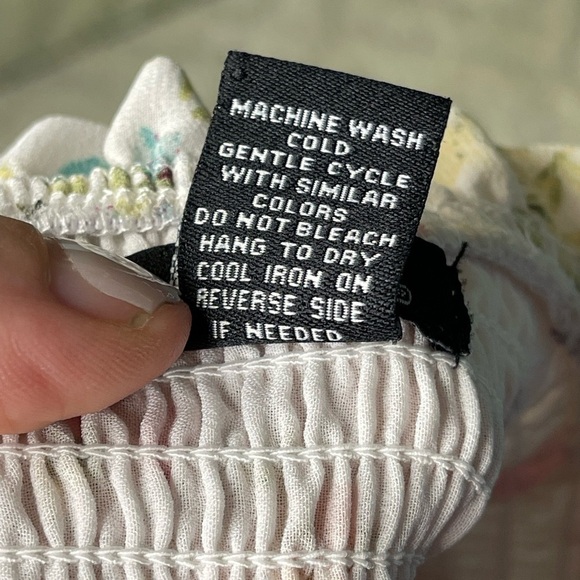 MACHINE WASH
COLD
GENTLE CYCLE
WITH SIMILAR
COLORS
DO NOT BLEACH
HANG TO DRY
COOL IRON ON
REVERSE SIDE
IF NEEDED